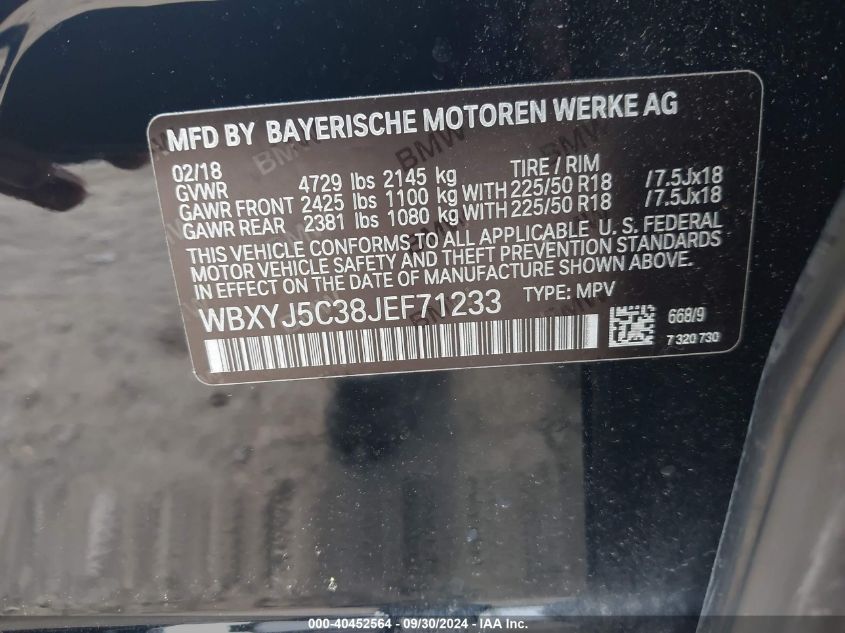 MFD BY BAYERISCHE MOTOREN WERKE AG
02/18 TIRE / RIM
GVWR 4729 lbs 2145 kg
GAWR FRONT 2425 lbs 1100 kg WITH 225/50 R18 /7.5Jx18
GAWR REAR 2381 lbs 1080 kg WITH 225/50 R18 /7.5Jx18
THIS VEHICLE CONFORMS TO ALL APPLICABLE U. S. FEDERAL
MOTOR VEHICLE SAFETY AND THEFT PREVENTION STANDARDS
IN EFFECT ON THE DATE OF MANUFACTURE SHOWN ABOVE.
WBXYJ5C38JEF71233 TYPE: MPV
668/9
7 320 730
000-40452564 - 09/30/2024 - IAA, Inc.